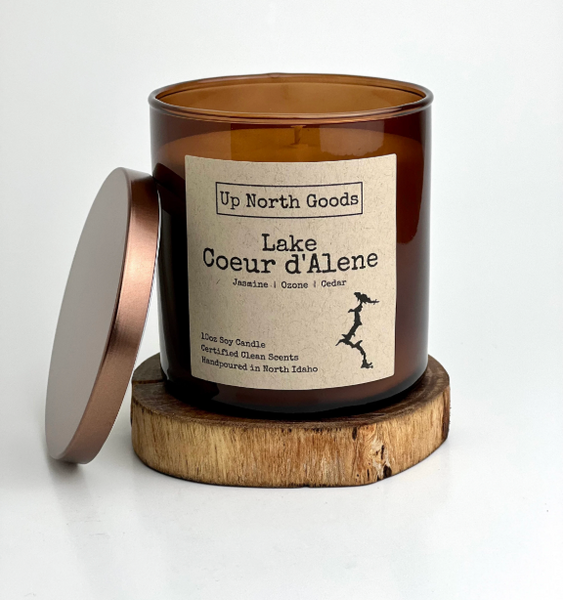 Up North Goods
Lake
Coeur d'Alene
Jasmine | Ozone | Cedar
10oz Soy Candle
Certified Clean Scents
Handpoured in North Idaho